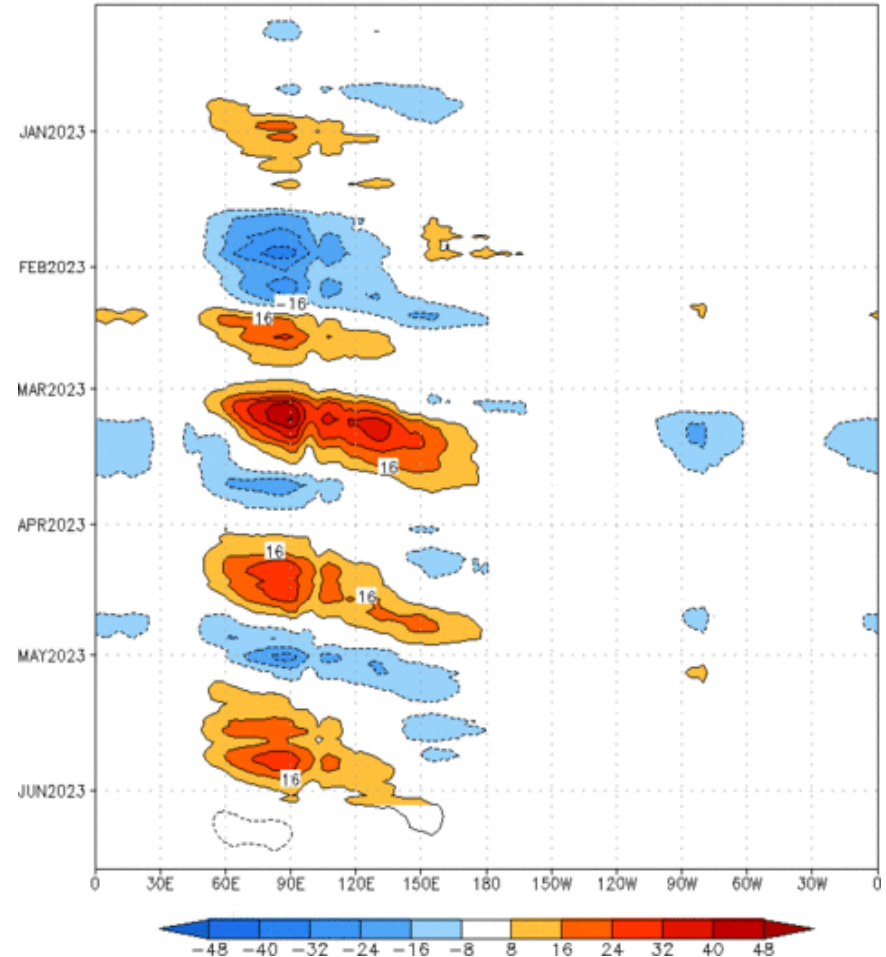 JAN2023
FEB2023
-16
16
MAR2023
16
APR2023
16
16
MAY2023
16
JUN2023
0 30E 60E 90E 120E 150E 180 150W 120W 90W 60W 30W 0
-48 -40 -32 -24 -16 -8 8 16 24 32 40 48